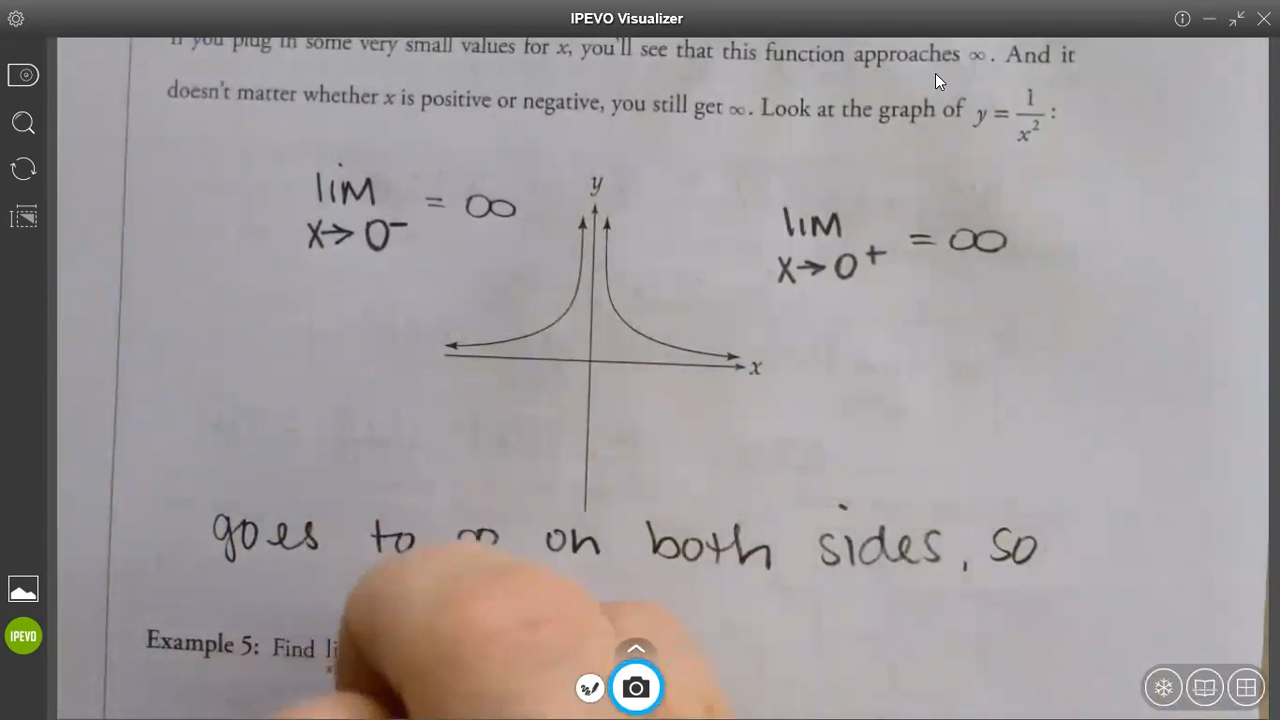 IPEVO Visualizer
If you plug in some very small values for x, you'll see that this function approaches ∞. And it
doesn't matter whether x is positive or negative, you still get ∞. Look at the graph of y = 1/x² :
lim x→0⁻ = ∞
y
lim x→0⁺ = ∞
x
goes to ∞ on both sides, so
Example 5: Find
IPEVO